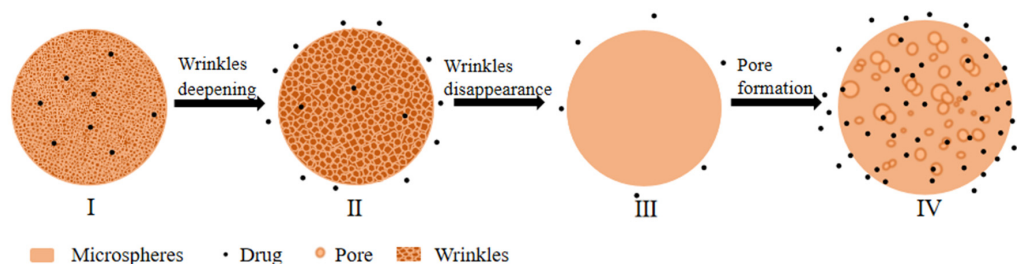 Wrinkles
deepening
Wrinkles
disappearance
Pore
formation
I
II
III
IV
Microspheres
Drug
Pore
Wrinkles